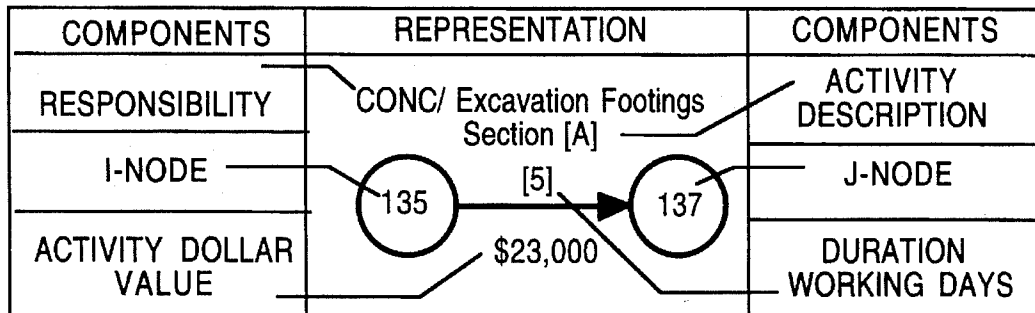 COMPONENTS
REPRESENTATION
COMPONENTS
RESPONSIBILITY
CONC/ Excavation Footings
Section [A]
ACTIVITY
DESCRIPTION
I-NODE
135
[5]
137
J-NODE
ACTIVITY DOLLAR
VALUE
$23,000
DURATION
WORKING DAYS